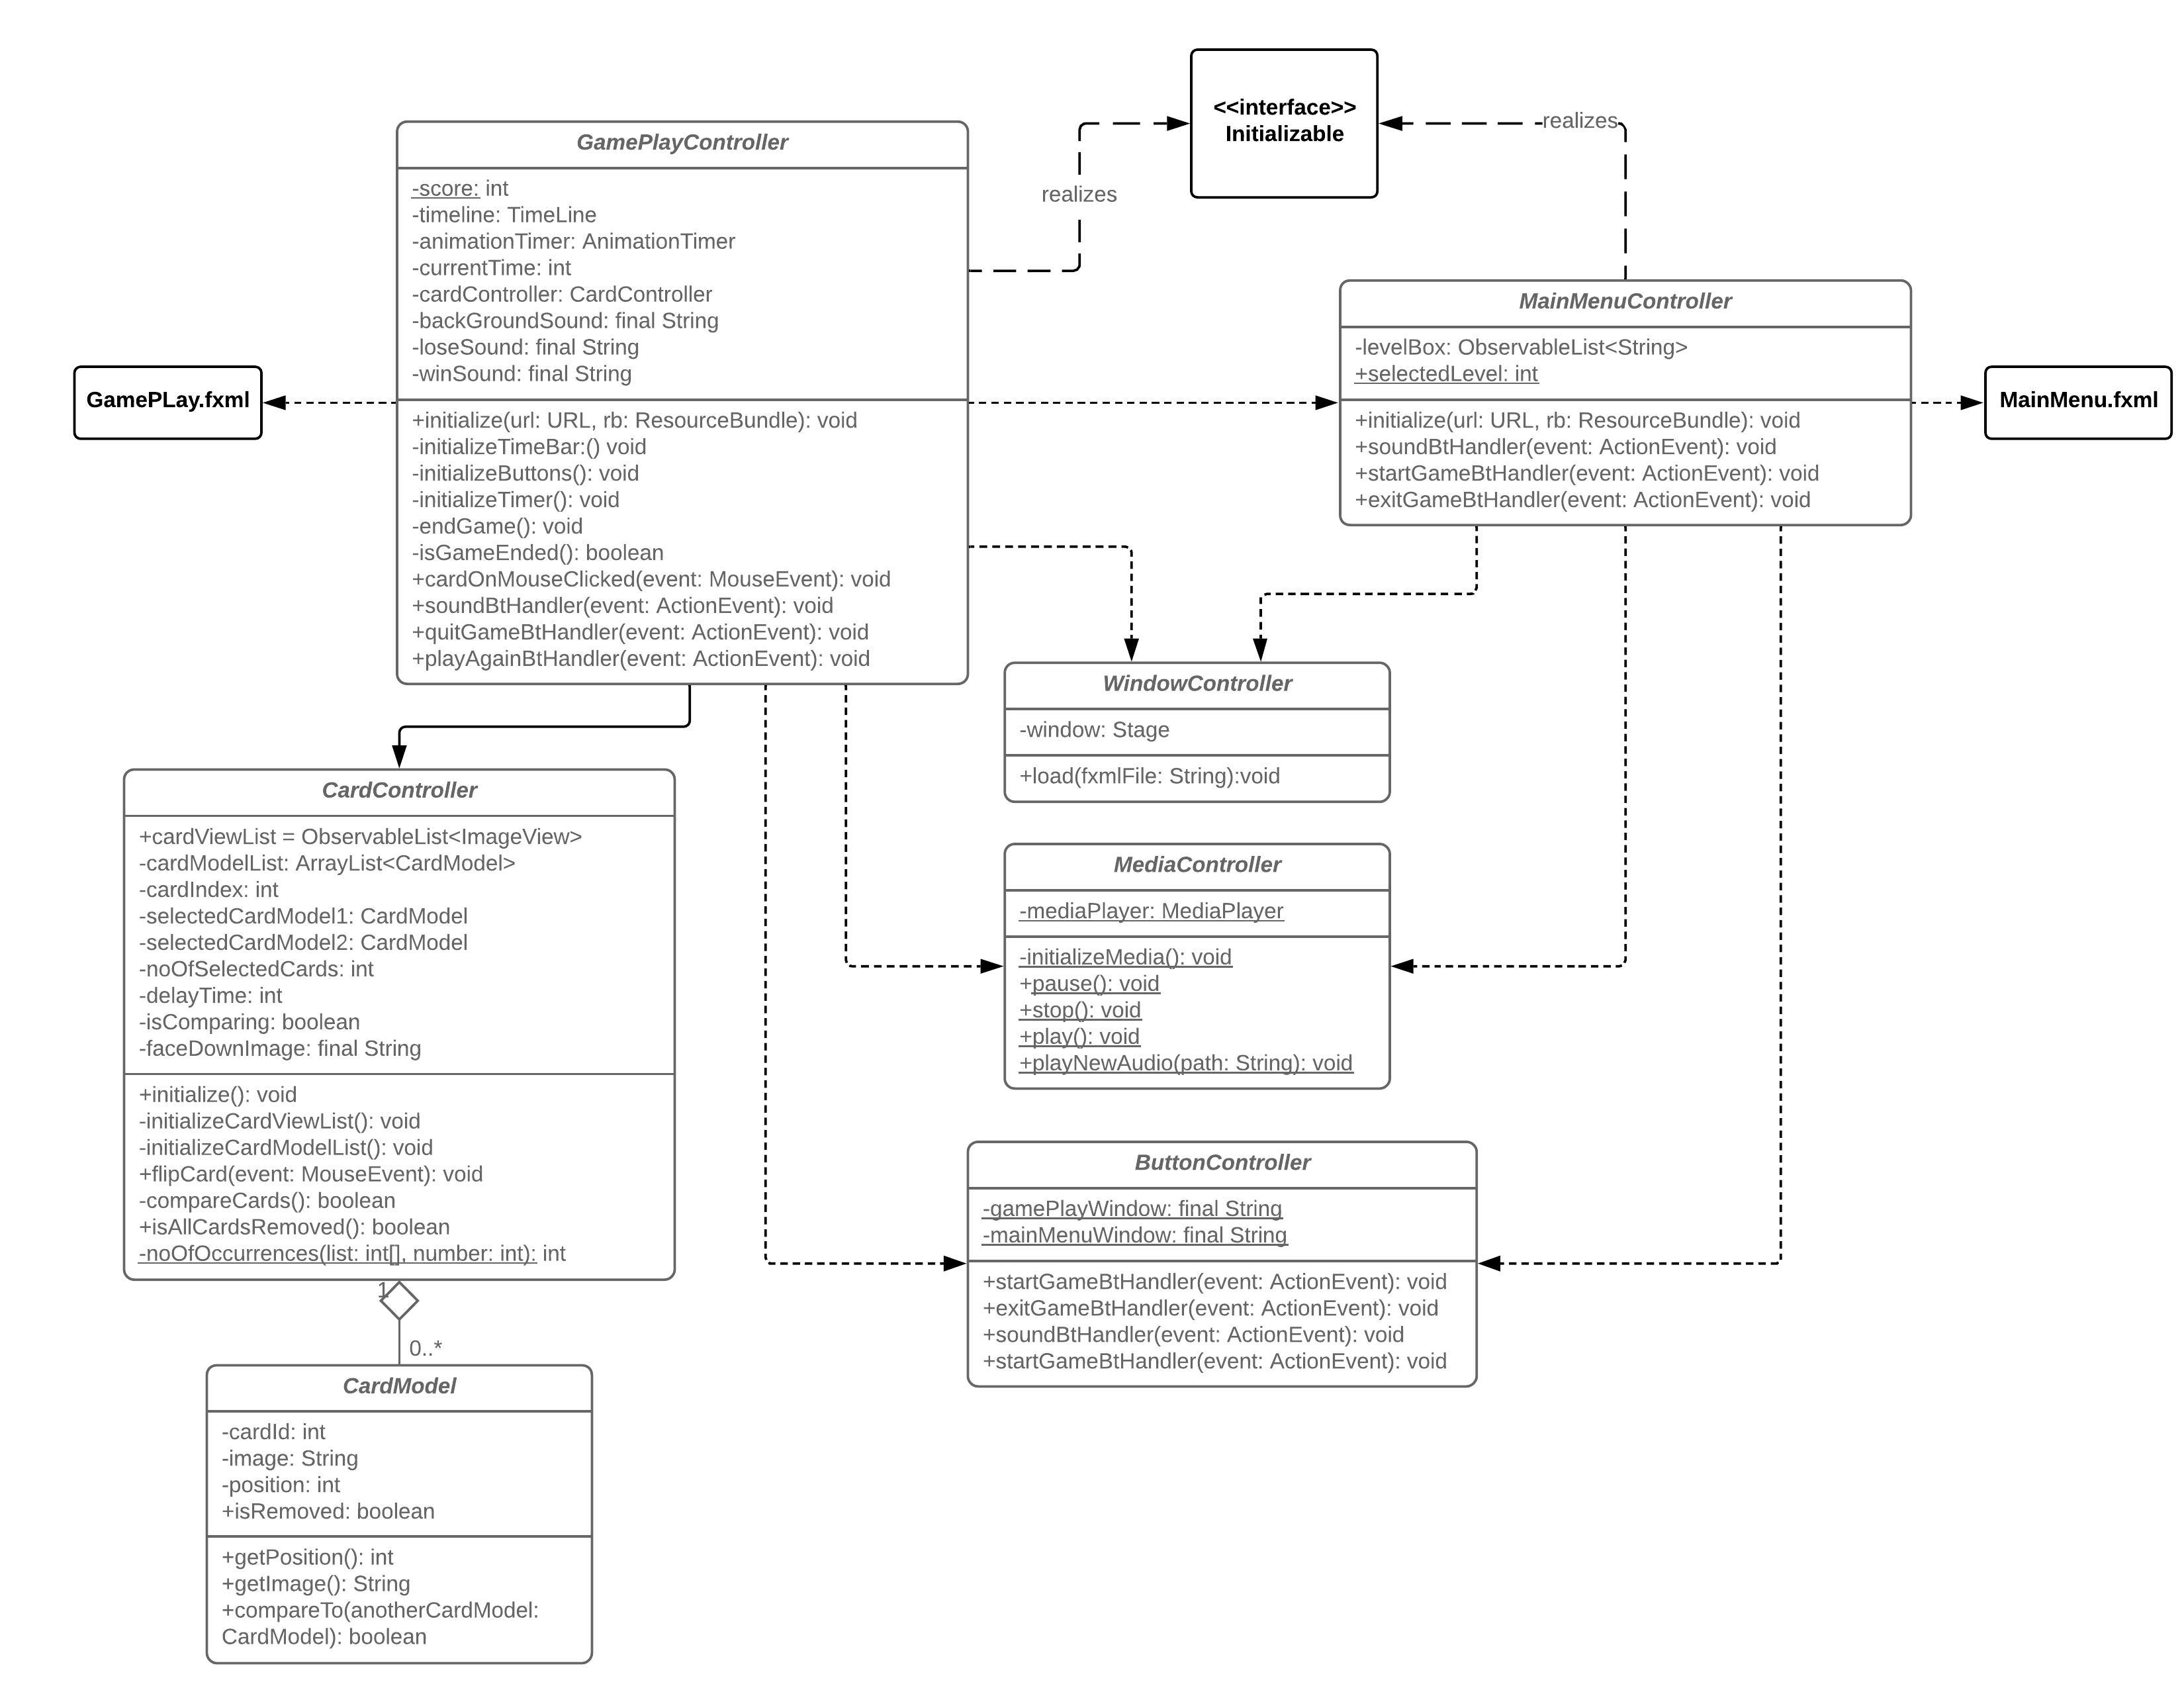 <<interface>>
Initializable
realizes
realizes
GamePlayController
-score: int
-timeline: TimeLine
-animationTimer: AnimationTimer
-currentTime: int
-cardController: CardController
-backGroundSound: final String
-loseSound: final String
-winSound: final String
+initialize(url: URL, rb: ResourceBundle): void
-initializeTimeBar:() void
-initializeButtons(): void
-initializeTimer(): void
-endGame(): void
-isGameEnded(): boolean
+cardOnMouseClicked(event: MouseEvent): void
+soundBtHandler(event: ActionEvent): void
+quitGameBtHandler(event: ActionEvent): void
+playAgainBtHandler(event: ActionEvent): void
MainMenuController
-levelBox: ObservableList<String>
+selectedLevel: int
+initialize(url: URL, rb: ResourceBundle): void
+soundBtHandler(event: ActionEvent): void
+startGameBtHandler(event: ActionEvent): void
+exitGameBtHandler(event: ActionEvent): void
GamePLay.fxml
MainMenu.fxml
WindowController
-window: Stage
+load(fxmlFile: String):void
CardController
+cardViewList = ObservableList<ImageView>
-cardModelList: ArrayList<CardModel>
-cardIndex: int
-selectedCardModel1: CardModel
-selectedCardModel2: CardModel
-noOfSelectedCards: int
-delayTime: int
-isComparing: boolean
-faceDownImage: final String
+initialize(): void
-initializeCardViewList(): void
-initializeCardModelList(): void
+flipCard(event: MouseEvent): void
-compareCards(): boolean
+isAllCardsRemoved(): boolean
-noOfOccurrences(list: int[], number: int): int
MediaController
-mediaPlayer: MediaPlayer
-initializeMedia(): void
+pause(): void
+stop(): void
+play(): void
+playNewAudio(path: String): void
ButtonController
-gamePlayWindow: final String
-mainMenuWindow: final String
+startGameBtHandler(event: ActionEvent): void
+exitGameBtHandler(event: ActionEvent): void
+soundBtHandler(event: ActionEvent): void
+startGameBtHandler(event: ActionEvent): void
1
0..*
CardModel
-cardId: int
-image: String
-position: int
+isRemoved: boolean
+getPosition(): int
+getImage(): String
+compareTo(anotherCardModel:
CardModel): boolean